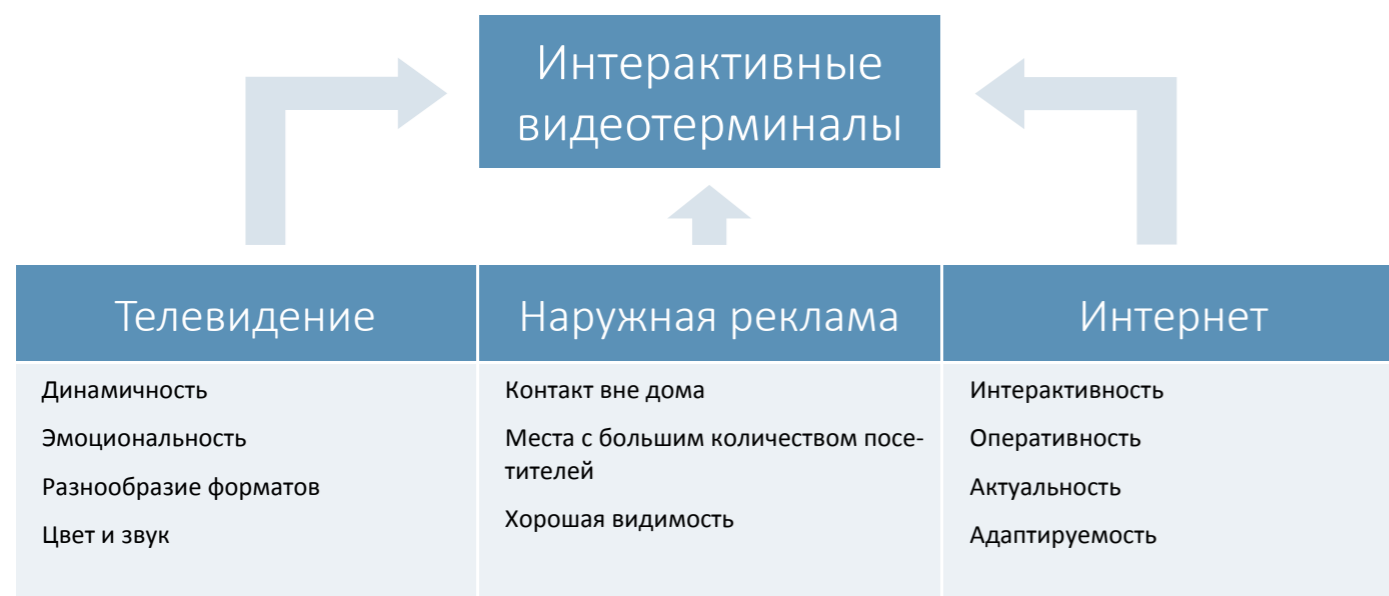 Интерактивные
видеотерминалы
Телевидение
Наружная реклама
Интернет
Динамичность
Эмоциональность
Разнообразие форматов
Цвет и звук
Контакт вне дома
Места с большим количеством посе-
тителей
Хорошая видимость
Интерактивность
Оперативность
Актуальность
Адаптируемость